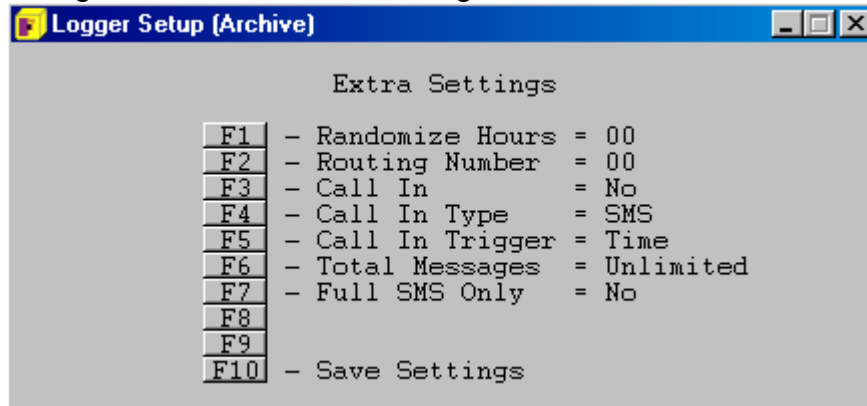 Logger Setup (Archive)
Extra Settings
F1 - Randomize Hours = 00
F2 - Routing Number = 00
F3 - Call In = No
F4 - Call In Type = SMS
F5 - Call In Trigger = Time
F6 - Total Messages = Unlimited
F7 - Full SMS Only = No
F8
F9
F10 - Save Settings